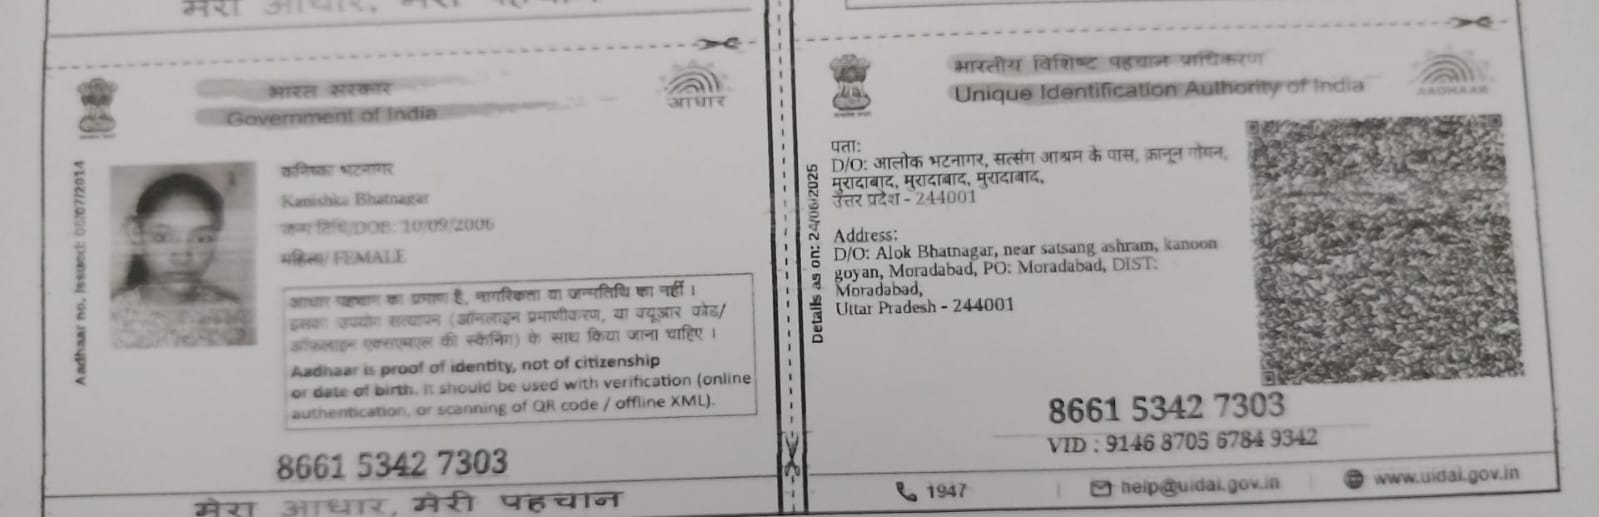 मेरा आधार, मेरी पहचान
भारत सरकार
Government of India
आधार
Aadhaar no. issued: 07/2014
कनिष्का भटनागर
Kanishka Bhatnagar
जन्म तिथि/DOB: 10/09/2006
महिला/ FEMALE
आधार पहचान का प्रमाण है, नागरिकता या जन्मतिथि का नहीं ।
इसका उपयोग सत्यापन (ऑनलाइन प्रमाणीकरण, या क्यूआर कोड/
ऑफ़लाइन एक्सएमएल की स्कैनिंग) के साथ किया जाना चाहिए ।
Aadhaar is proof of identity, not of citizenship
or date of birth. It should be used with verification (online
authentication, or scanning of QR code / offline XML).
8661 5342 7303
मेरा आधार, मेरी पहचान
भारतीय विशिष्ट पहचान प्राधिकरण
Unique Identification Authority of India
AADHAAR
Details as on: 24/06/2025
पता:
D/O: आलोक भटनागर, सत्संग आश्रम के पास, क़ानून गोयन,
मुरादाबाद, मुरादाबाद, मुरादाबाद,
उत्तर प्रदेश - 244001
Address:
D/O: Alok Bhatnagar, near satsang ashram, kanoon
goyan, Moradabad, PO: Moradabad, DIST:
Moradabad,
Uttar Pradesh - 244001
8661 5342 7303
VID : 9146 8705 6784 9342
1947
help@uidai.gov.in
www.uidai.gov.in